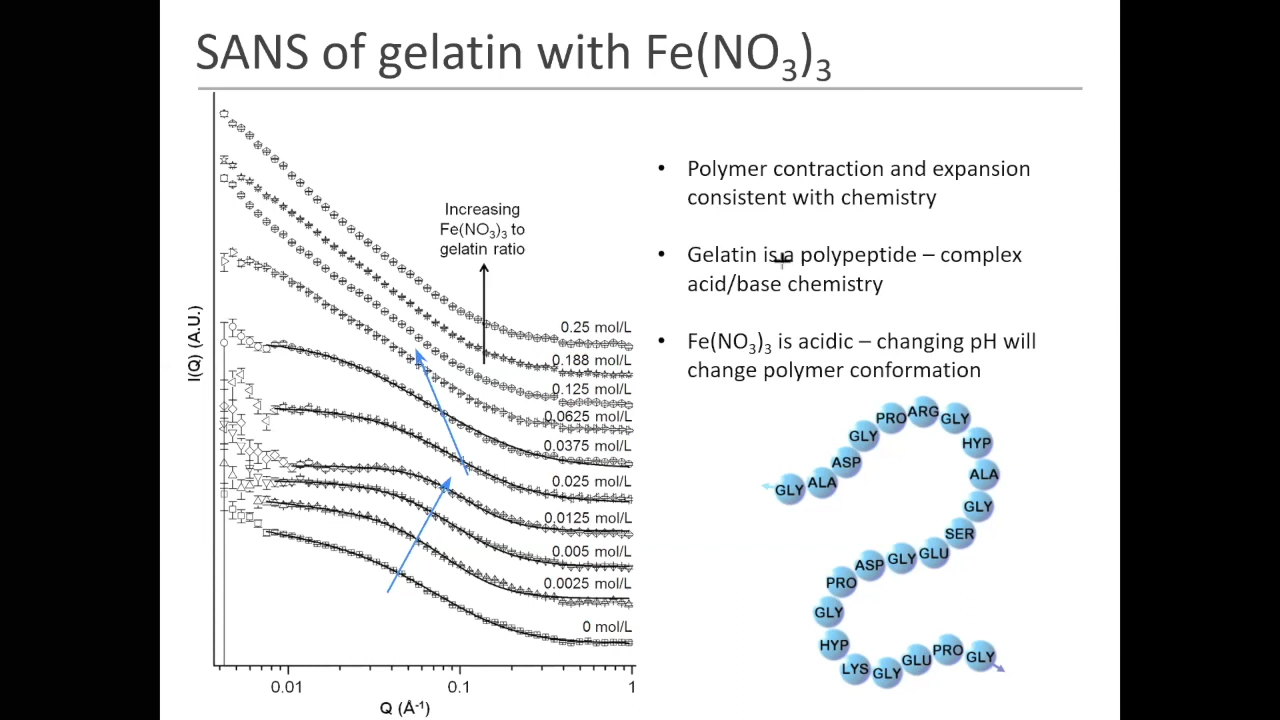 SANS of gelatin with Fe(NO₃)₃
I(Q) (A.U.)
Increasing
Fe(NO₃)₃ to
gelatin ratio
0.25 mol/L
0.188 mol/L
0.125 mol/L
0.0625 mol/L
0.0375 mol/L
0.025 mol/L
0.0125 mol/L
0.005 mol/L
0.0025 mol/L
0 mol/L
0.01
0.1
1
Q (Å⁻¹)
• Polymer contraction and expansion
consistent with chemistry
• Gelatin is a polypeptide – complex
acid/base chemistry
• Fe(NO₃)₃ is acidic – changing pH will
change polymer conformation
GLY
ALA
ASP
GLY
PRO
ARG
GLY
HYP
ALA
GLY
SER
GLU
GLY
ASP
PRO
GLY
HYP
LYS
GLY
GLU
PRO
GLY